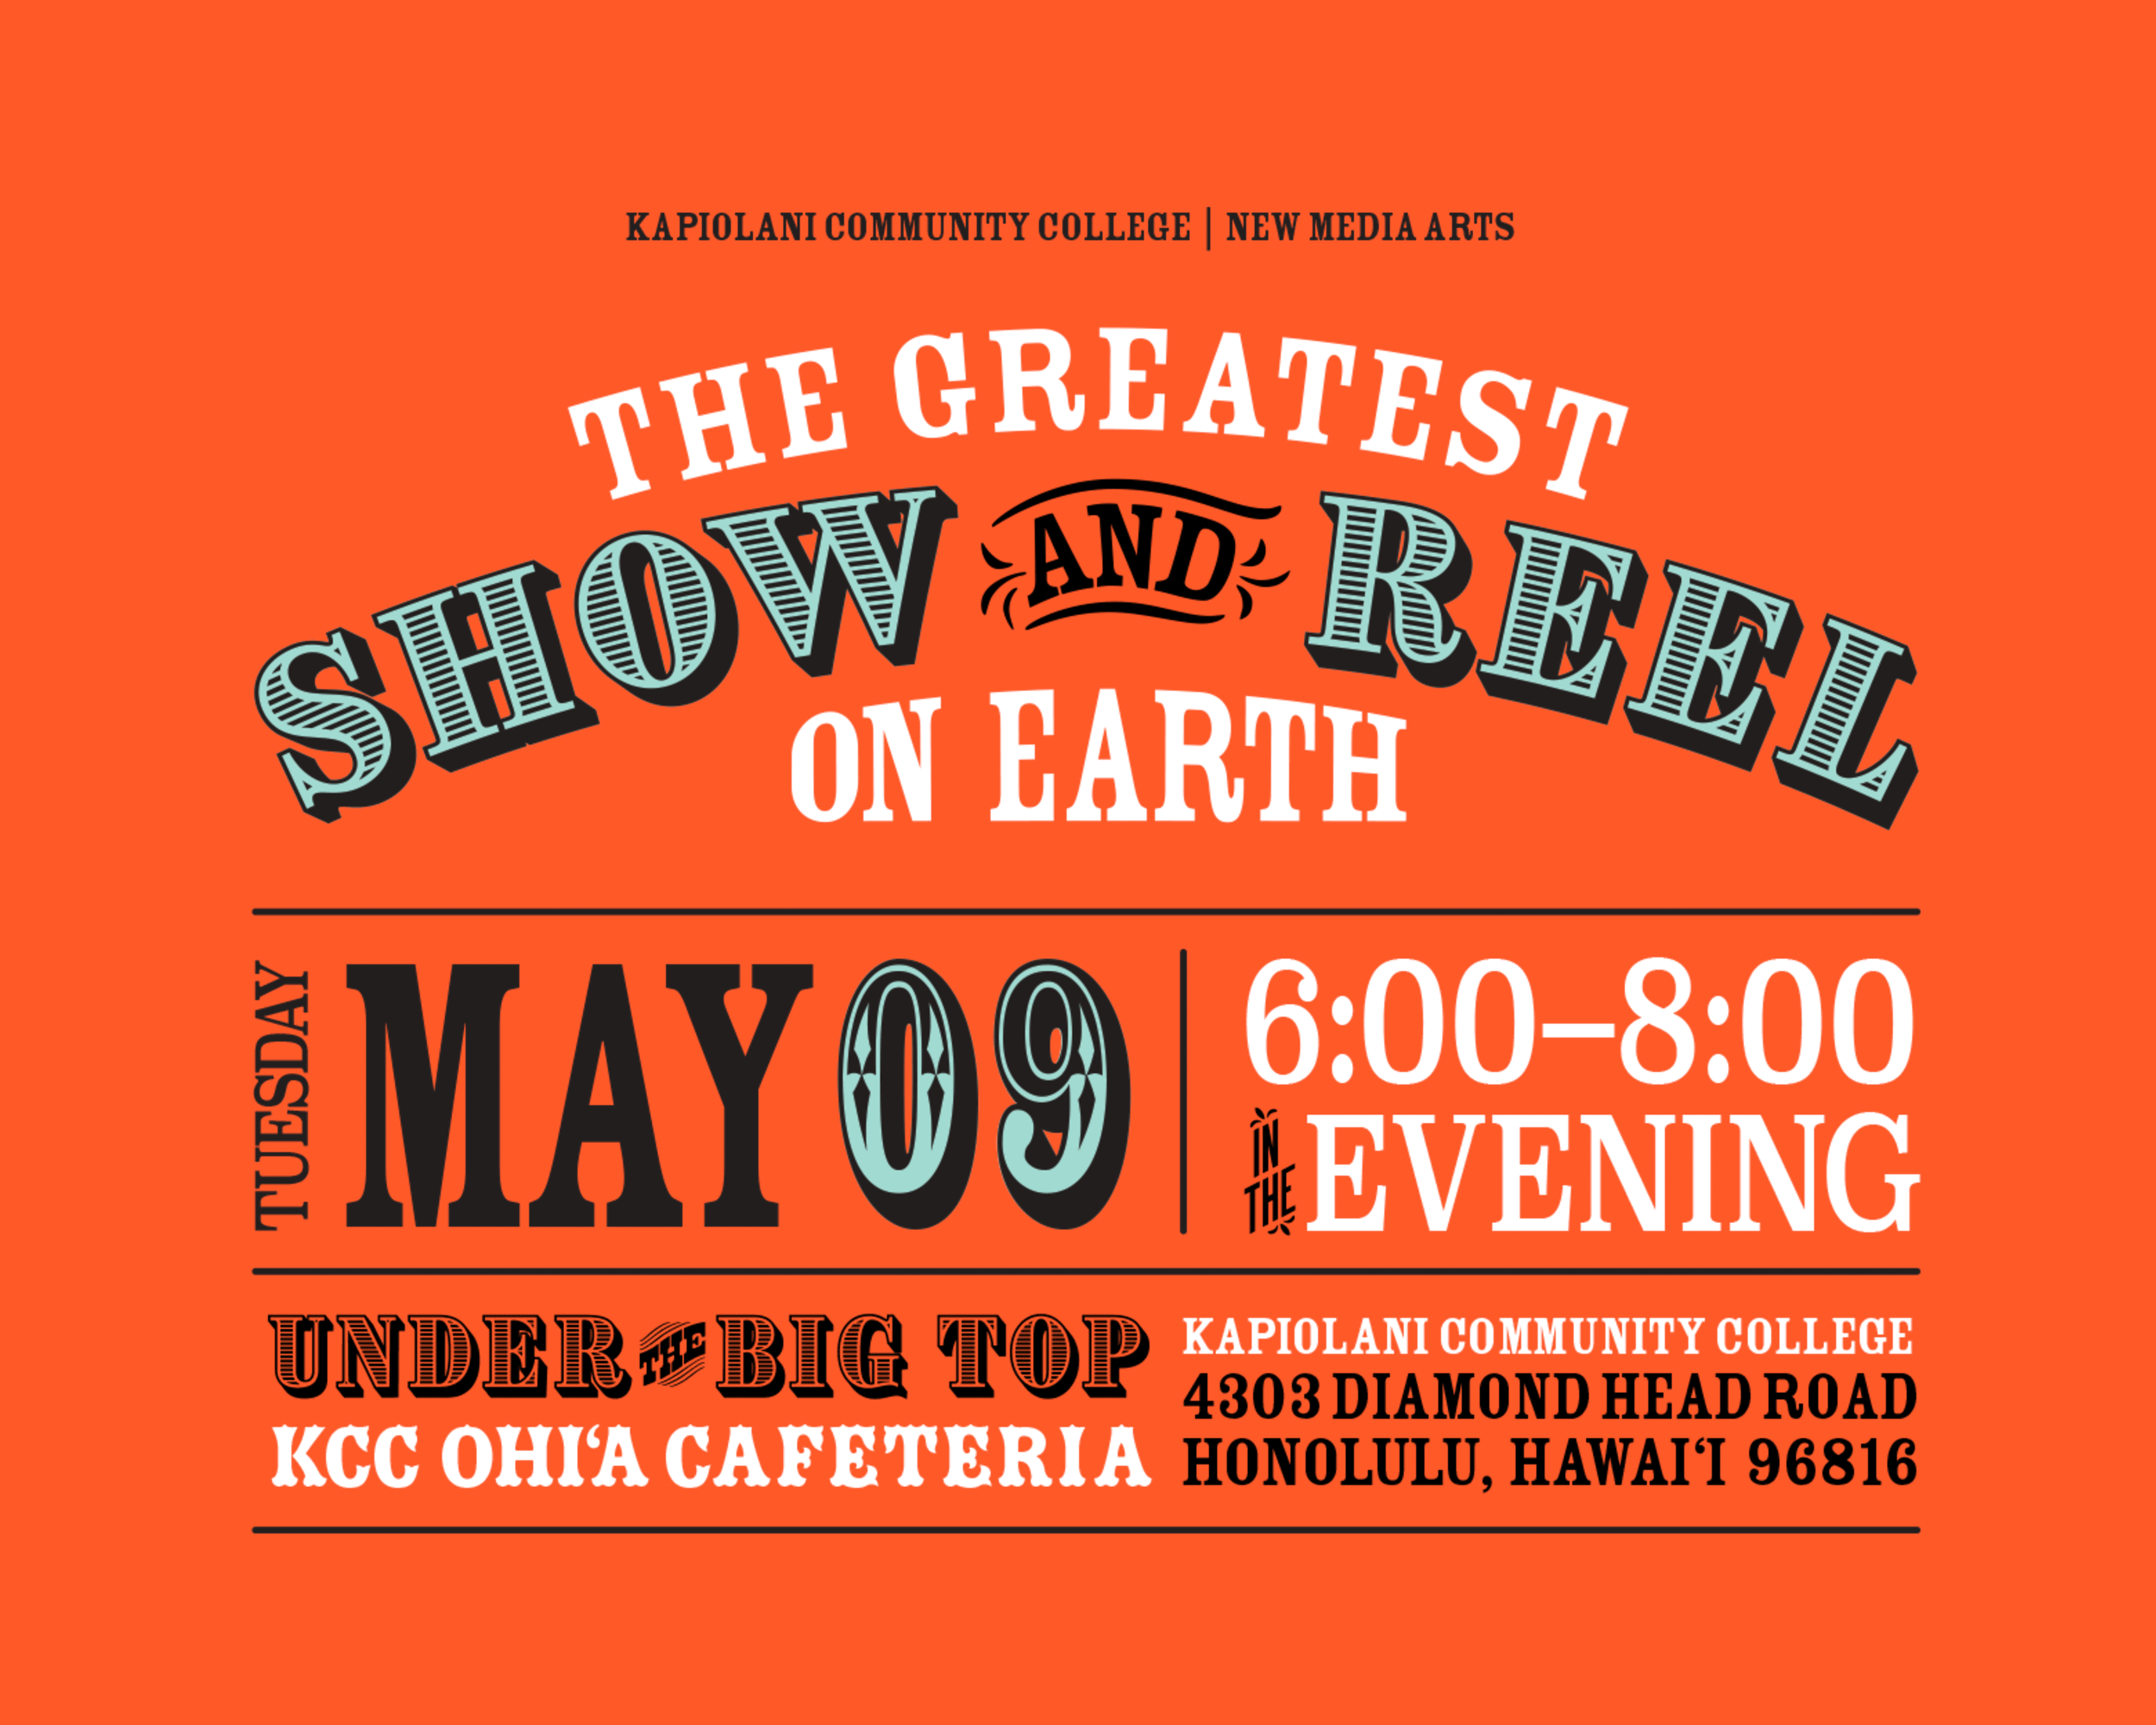 KAPIOLANI COMMUNITY COLLEGE | NEW MEDIA ARTS
THE GREATEST
SHOW AND REEL
ON EARTH
TUESDAY
MAY 09
6:00–8:00
IN THE EVENING
UNDER THE BIG TOP
KCC OHI‘A CAFETERIA
KAPIOLANI COMMUNITY COLLEGE
4303 DIAMOND HEAD ROAD
HONOLULU, HAWAI‘I 96816